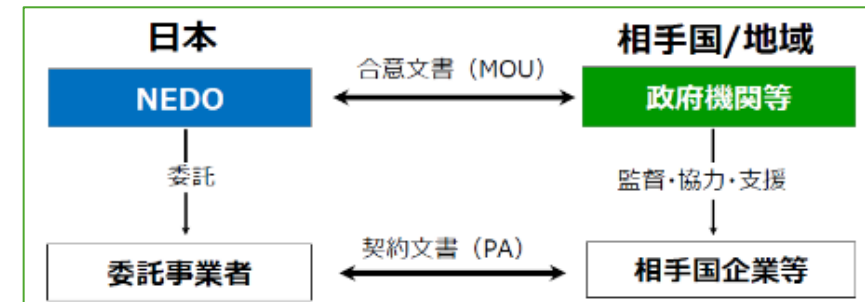 日本
相手国/地域
合意文書（MOU）
NEDO
政府機関等
委託
監督･協力･支援
契約文書（PA）
委託事業者
相手国企業等